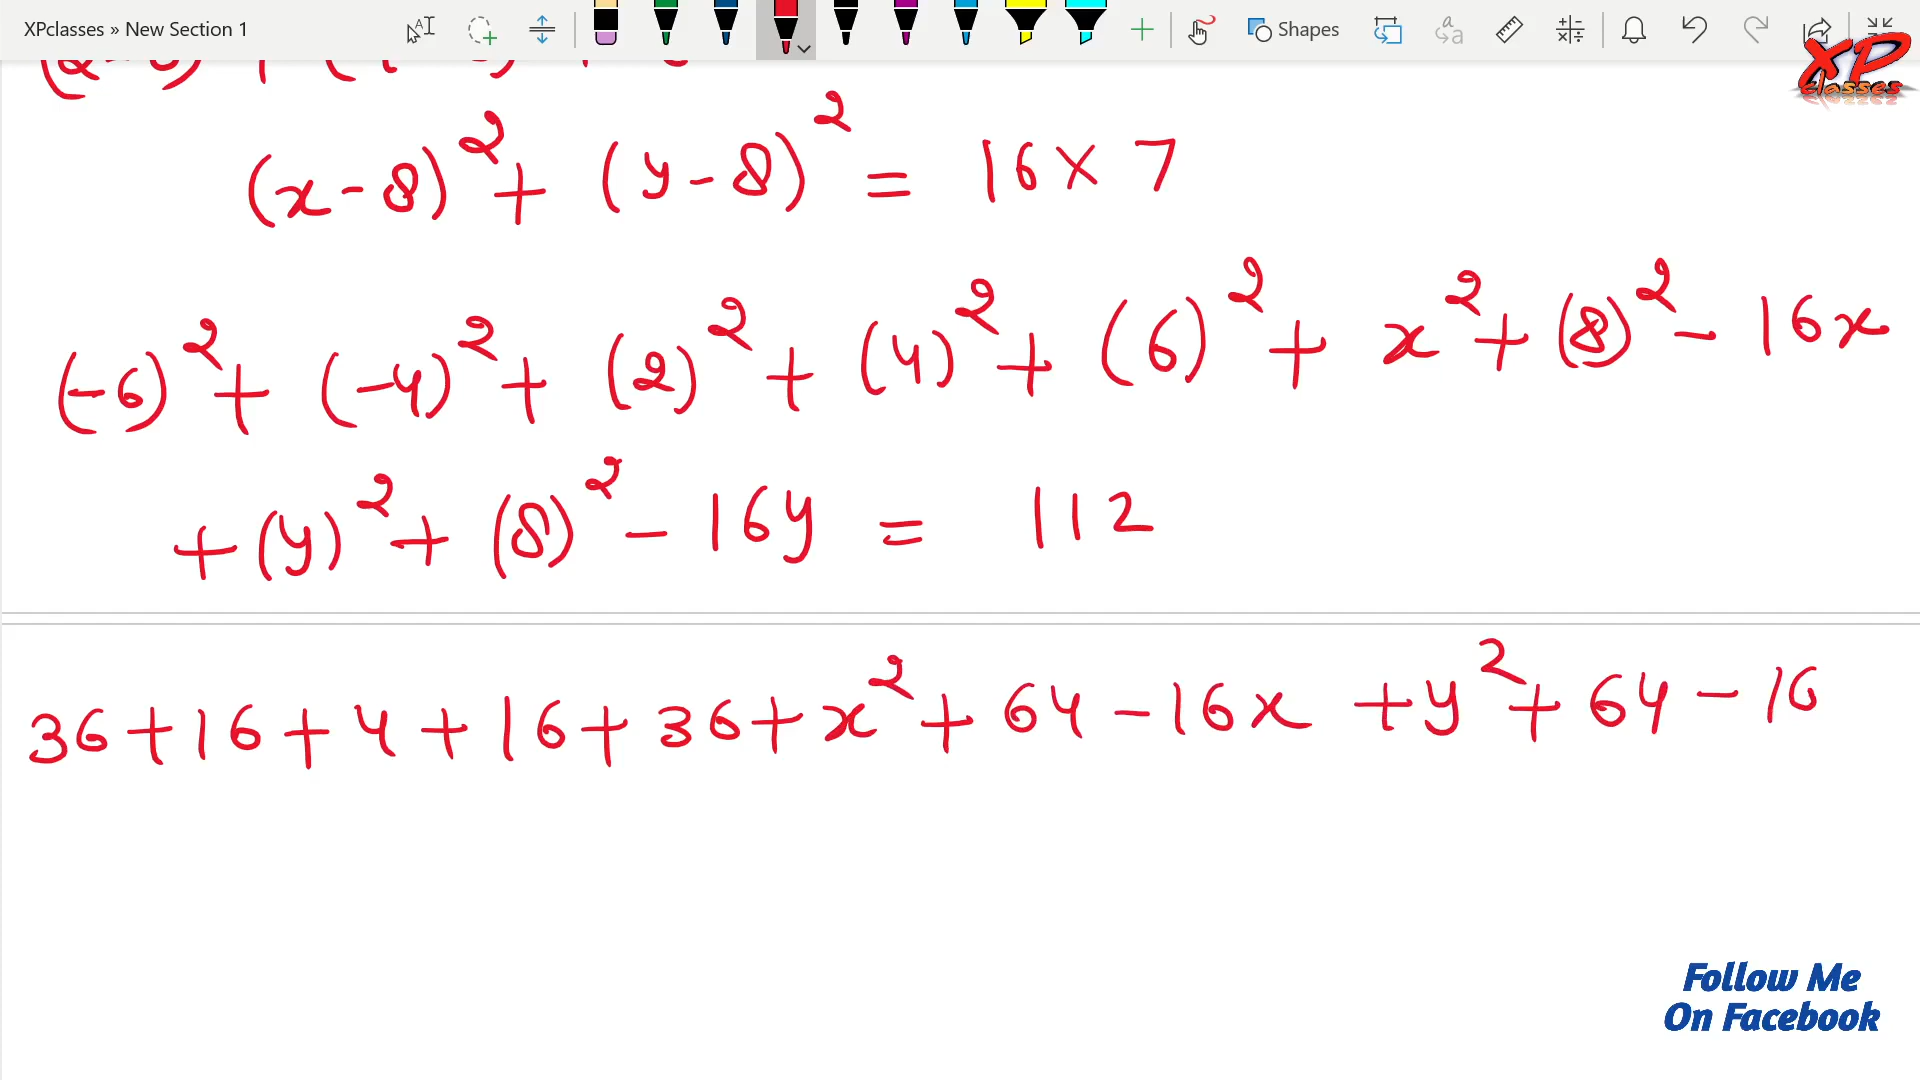 XPclasses » New Section 1
Shapes
XP
classes
(x-8)² + (y-8)² = 16 × 7
(-6)² + (-4)² + (2)² + (4)² + (6)² + x² + (8)² - 16x
+ (y)² + (8)² - 16y = 112
36 + 16 + 4 + 16 + 36 + x² + 64 - 16x + y² + 64 - 16
Follow Me
On Facebook